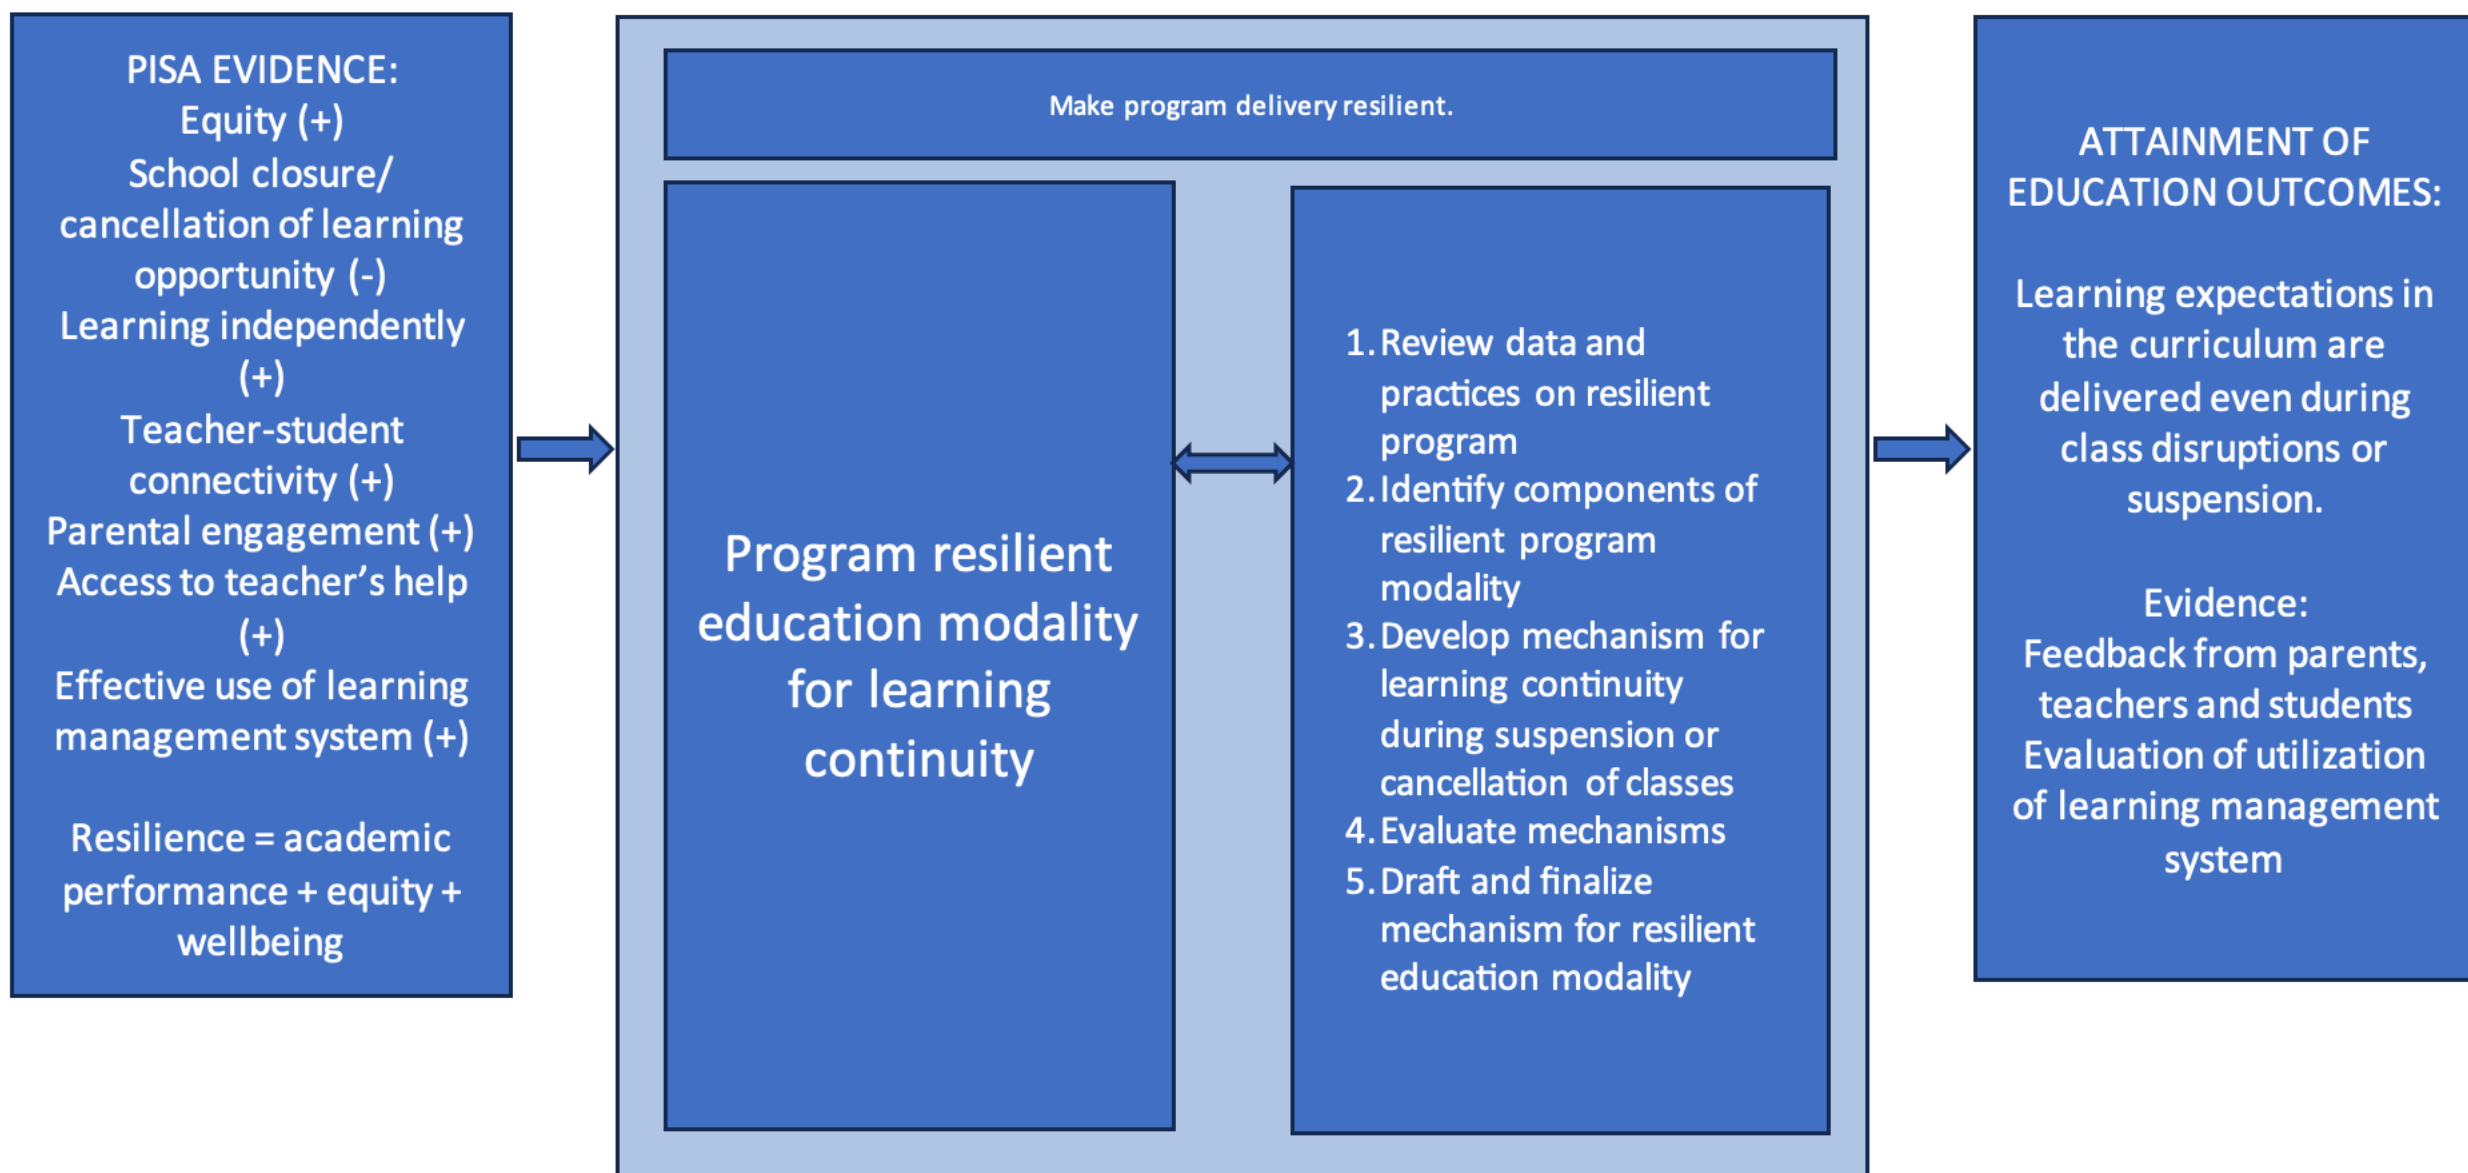 PISA EVIDENCE:
Equity (+)
School closure/
cancellation of learning
opportunity (-)
Learning independently
(+)
Teacher-student
connectivity (+)
Parental engagement (+)
Access to teacher’s help
(+)
Effective use of learning
management system (+)
Resilience = academic
performance + equity +
wellbeing
Make program delivery resilient.
Program resilient
education modality
for learning
continuity
1. Review data and
practices on resilient
program
2. Identify components of
resilient program
modality
3. Develop mechanism for
learning continuity
during suspension or
cancellation of classes
4. Evaluate mechanisms
5. Draft and finalize
mechanism for resilient
education modality
ATTAINMENT OF
EDUCATION OUTCOMES:
Learning expectations in
the curriculum are
delivered even during
class disruptions or
suspension.
Evidence:
Feedback from parents,
teachers and students
Evaluation of utilization
of learning management
system